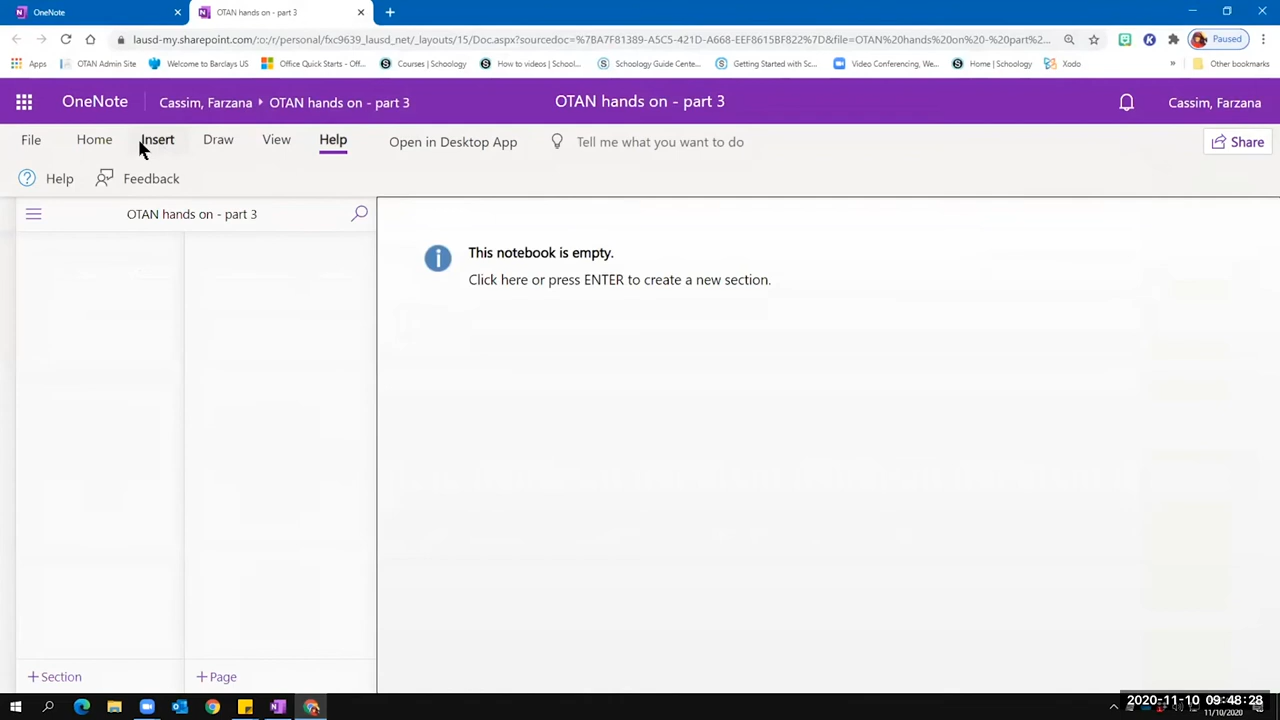 OneNote
OTAN hands on - part 3
lausd-my.sharepoint.com/:o:/r/personal/fxc9639_lausd_net/_layouts/15/Doc.aspx?sourcedoc=%7BA7F81389-A5C5-421D-A668-EEF8615BF822%7D&file=OTAN%20hands%20on%20-%20part%2...
Paused
Apps
OTAN Admin Site
Welcome to Barclays US
Office Quick Starts - Off...
Courses | Schoology
How to videos | School...
Schoology Guide Cente...
Getting Started with Sc...
Video Conferencing, We...
Home | Schoology
Xodo
»
Other bookmarks
OneNote
Cassim, Farzana
OTAN hands on - part 3
OTAN hands on - part 3
Cassim, Farzana
File
Home
Insert
Draw
View
Help
Open in Desktop App
Tell me what you want to do
Share
Help
Feedback
OTAN hands on - part 3
This notebook is empty.
Click here or press ENTER to create a new section.
+ Section
+ Page
2020-11-10 09:48:28
11/10/2020